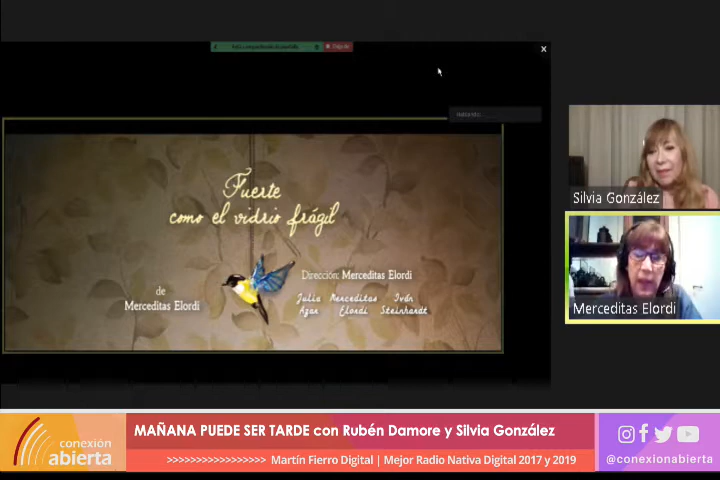 Hablando:
Fuerte
como el vidrio frágil
de
Merceditas Elordi
Dirección: Merceditas Elordi
Julia Merceditas Iván
Azar Elordi Steinhardt
Silvia González
Merceditas Elordi
conexión
abierta
MAÑANA PUEDE SER TARDE con Rubén Damore y Silvia González
>>>>>>>>>>>>>>>>> Martín Fierro Digital | Mejor Radio Nativa Digital 2017 y 2019
@conexionabierta